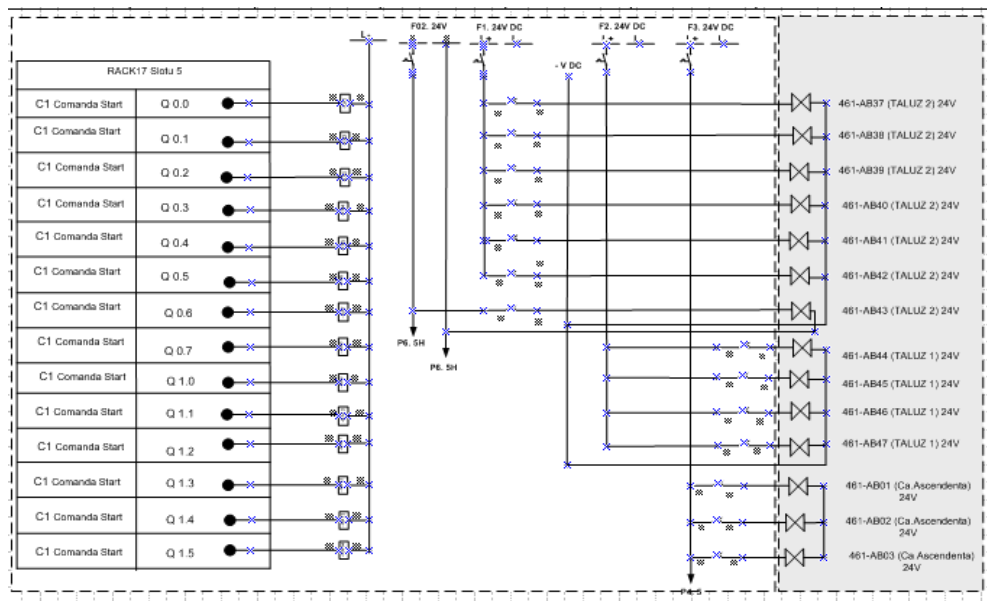 L -
F02. 24V
F1. 24V DC
F2. 24V DC
F3. 24V DC
L +
L -
L +
L -
L +
L -
- V DC
RACK17 Slotu 5
C1 Comanda Start Q 0.0
C1 Comanda Start Q 0.1
C1 Comanda Start Q 0.2
C1 Comanda Start Q 0.3
C1 Comanda Start Q 0.4
C1 Comanda Start Q 0.5
C1 Comanda Start Q 0.6
C1 Comanda Start Q 0.7
C1 Comanda Start Q 1.0
C1 Comanda Start Q 1.1
C1 Comanda Start Q 1.2
C1 Comanda Start Q 1.3
C1 Comanda Start Q 1.4
C1 Comanda Start Q 1.5
P6. 5H
P6. 5H
461-AB37 (TALUZ 2) 24V
461-AB38 (TALUZ 2) 24V
461-AB39 (TALUZ 2) 24V
461-AB40 (TALUZ 2) 24V
461-AB41 (TALUZ 2) 24V
461-AB42 (TALUZ 2) 24V
461-AB43 (TALUZ 2) 24V
461-AB44 (TALUZ 1) 24V
461-AB45 (TALUZ 1) 24V
461-AB46 (TALUZ 1) 24V
461-AB47 (TALUZ 1) 24V
461-AB01 (Ca.Ascendenta)
24V
461-AB02 (Ca.Ascendenta)
24V
461-AB03 (Ca.Ascendenta)
24V